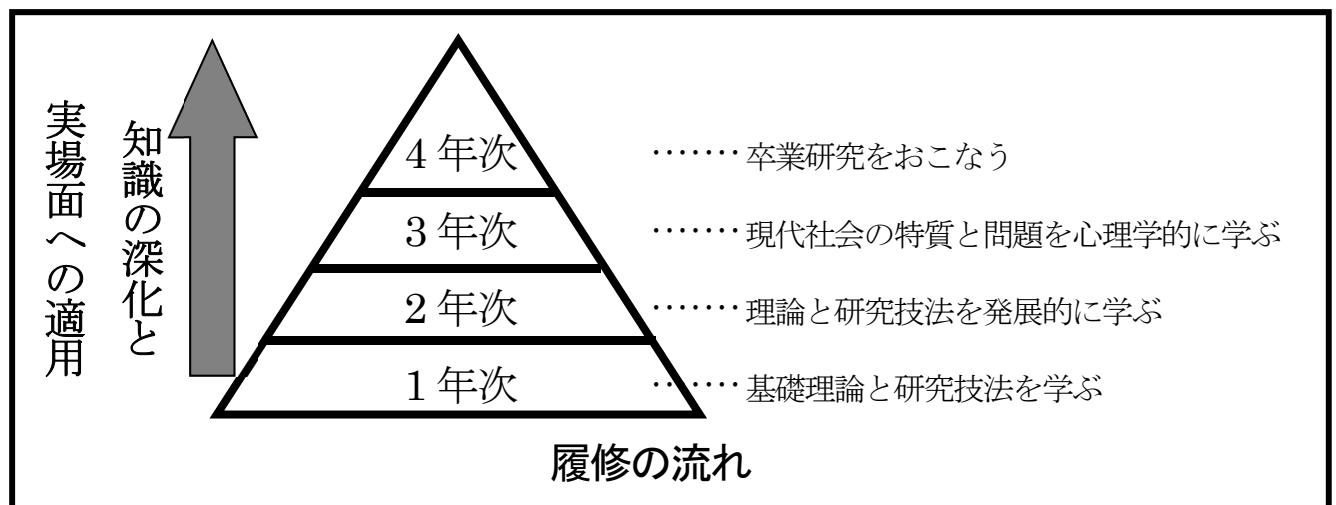 知識の深化と
実場面への適用
4年次 ‥‥‥‥ 卒業研究をおこなう
3年次 ‥‥‥‥ 現代社会の特質と問題を心理学的に学ぶ
2年次 ‥‥‥‥ 理論と研究技法を発展的に学ぶ
1年次 ‥‥‥‥ 基礎理論と研究技法を学ぶ
履修の流れ